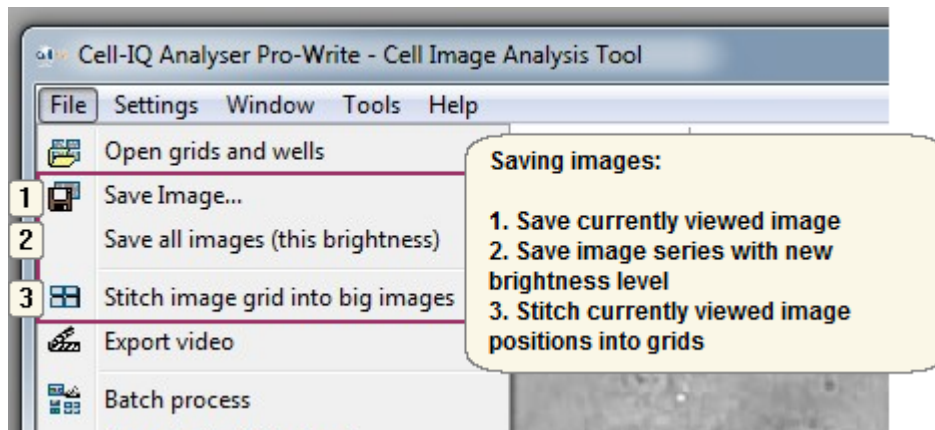 Cell-IQ Analyser Pro-Write - Cell Image Analysis Tool
File Settings Window Tools Help
Open grids and wells
1 Save Image...
2 Save all images (this brightness)
3 Stitch image grid into big images
Export video
Batch process
Saving images:
1. Save currently viewed image
2. Save image series with new
brightness level
3. Stitch currently viewed image
positions into grids